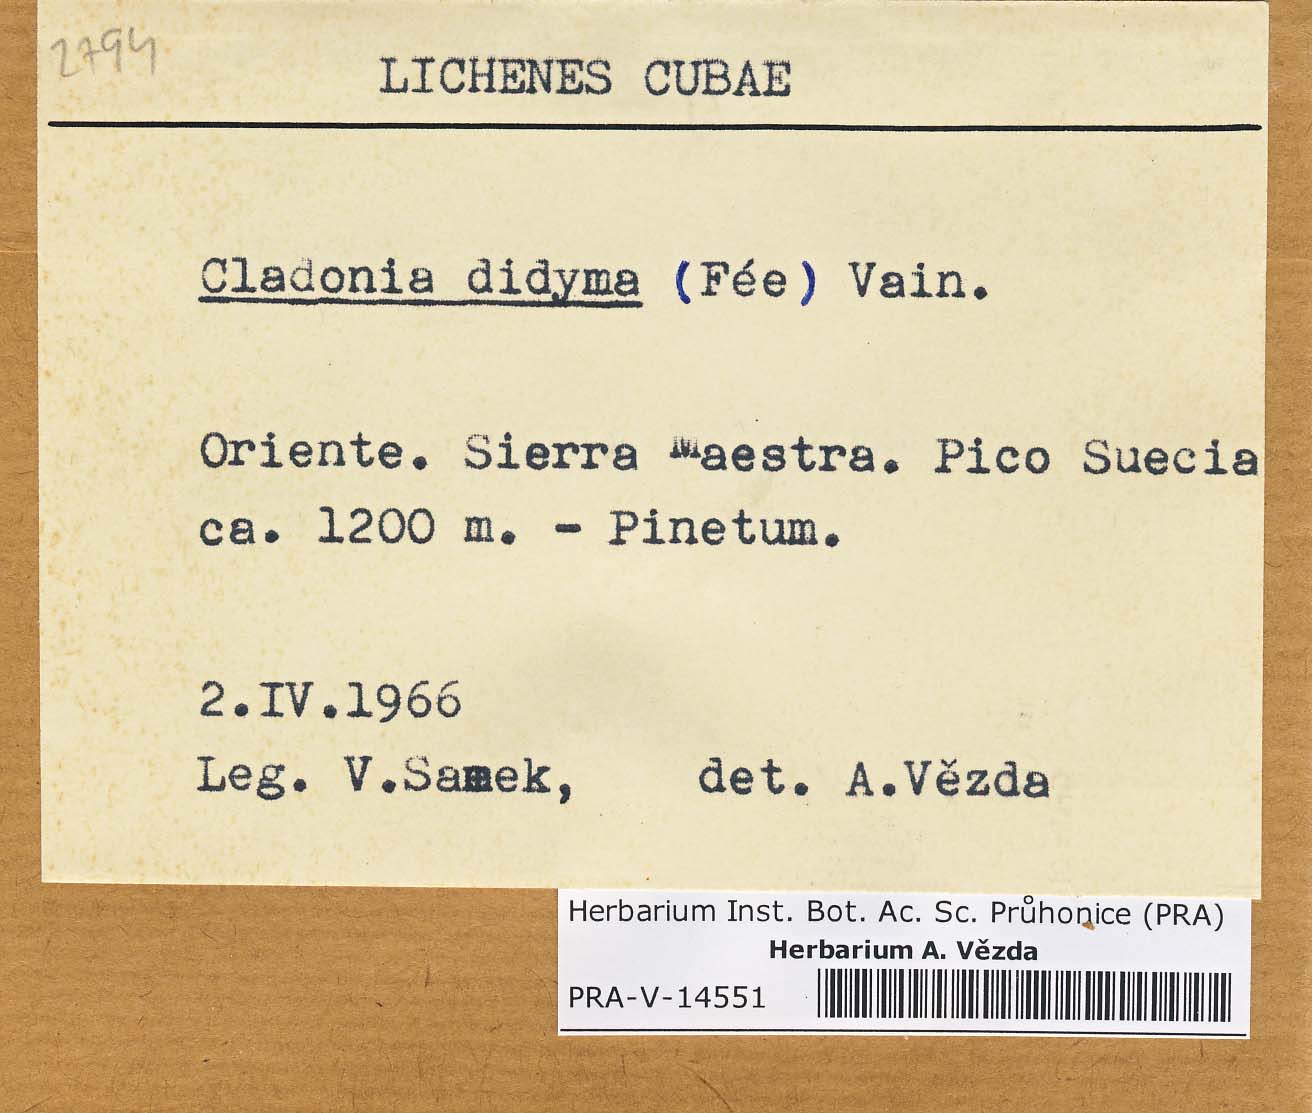 2794
LICHENES CUBAE
Cladonia didyma (Fée) Vain.
Oriente. Sierra Maestra. Pico Suecia
ca. 1200 m. - Pinetum.
2.IV.1966
Leg. V.Samek, det. A.Vězda
Herbarium Inst. Bot. Ac. Sc. Průhonice (PRA)
Herbarium A. Vězda
PRA-V-14551